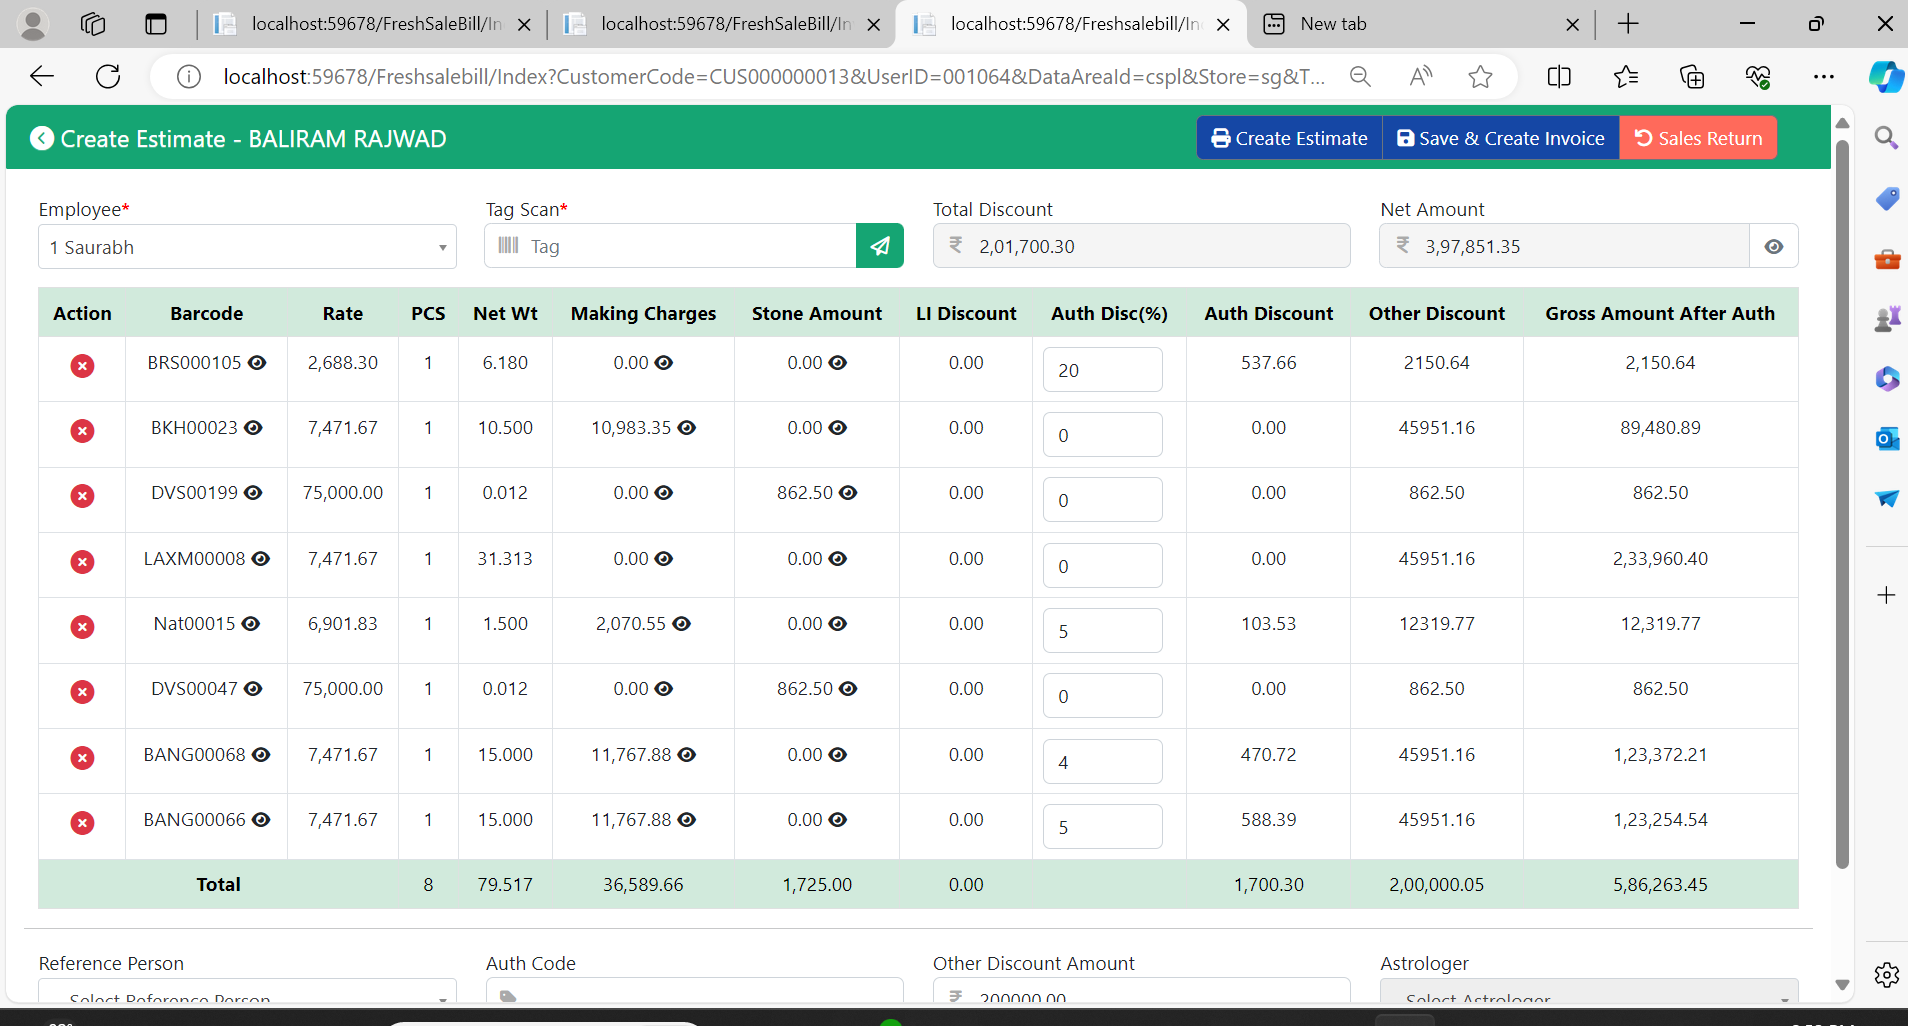 localhost:59678/FreshSaleBill/In
localhost:59678/FreshSaleBill/In
localhost:59678/Freshsalebill/In
New tab
localhost:59678/Freshsalebill/Index?CustomerCode=CUS000000013&UserID=001064&DataAreaId=cspl&Store=sg&T...
Create Estimate - BALIRAM RAJWAD
Create Estimate Save & Create Invoice Sales Return
Employee* Tag Scan* Total Discount Net Amount
1 Saurabh Tag ₹ 2,01,700.30 ₹ 3,97,851.35
Action Barcode Rate PCS Net Wt Making Charges Stone Amount LI Discount Auth Disc(%) Auth Discount Other Discount Gross Amount After Auth
BRS000105 2,688.30 1 6.180 0.00 0.00 0.00 20 537.66 2150.64 2,150.64
BKH00023 7,471.67 1 10.500 10,983.35 0.00 0.00 0 0.00 45951.16 89,480.89
DVS00199 75,000.00 1 0.012 0.00 862.50 0.00 0 0.00 862.50 862.50
LAXM00008 7,471.67 1 31.313 0.00 0.00 0.00 0 0.00 45951.16 2,33,960.40
Nat00015 6,901.83 1 1.500 2,070.55 0.00 0.00 5 103.53 12319.77 12,319.77
DVS00047 75,000.00 1 0.012 0.00 862.50 0.00 0 0.00 862.50 862.50
BANG00068 7,471.67 1 15.000 11,767.88 0.00 0.00 4 470.72 45951.16 1,23,372.21
BANG00066 7,471.67 1 15.000 11,767.88 0.00 0.00 5 588.39 45951.16 1,23,254.54
Total 8 79.517 36,589.66 1,725.00 0.00 1,700.30 2,00,000.05 5,86,263.45
Reference Person Auth Code Other Discount Amount Astrologer
Select Reference Person ₹ 200000.00 Select Astrologer